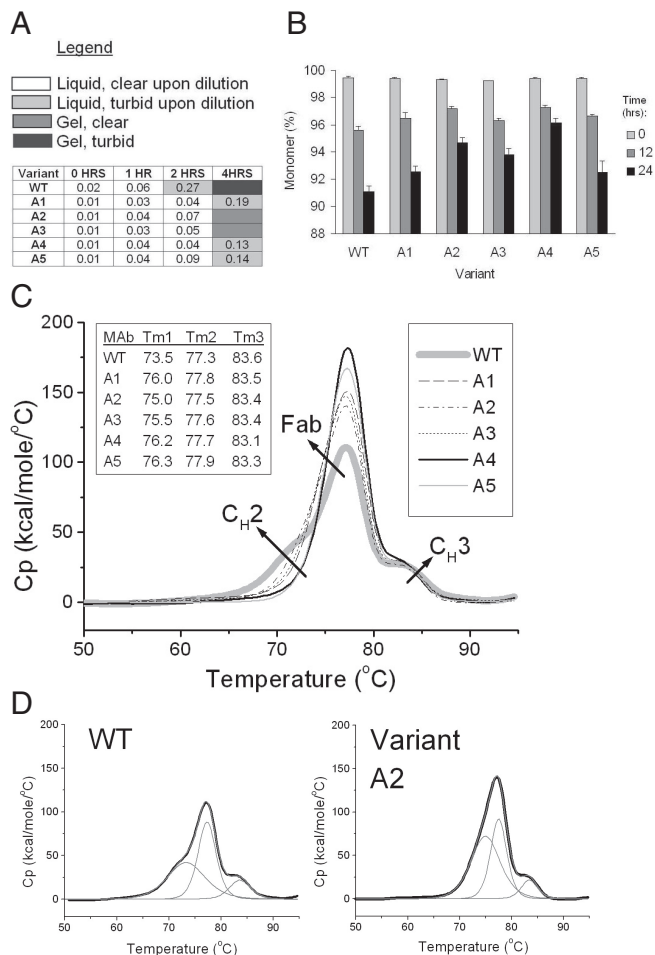 A
Legend
Liquid, clear upon dilution
Liquid, turbid upon dilution
Gel, clear
Gel, turbid
Variant 0 HRS 1 HR 2 HRS 4HRS
WT 0.02 0.06 0.27
A1 0.01 0.03 0.04 0.19
A2 0.01 0.04 0.07
A3 0.01 0.03 0.05
A4 0.01 0.04 0.04 0.13
A5 0.01 0.04 0.09 0.14
B
Monomer (%)
100
98
96
94
92
90
88
WT A1 A2 A3 A4 A5
Variant
Time
(hrs):
0
12
24
C
Cp (kcal/mole/°C)
200
150
100
50
0
MAb Tm1 Tm2 Tm3
WT 73.5 77.3 83.6
A1 76.0 77.8 83.5
A2 75.0 77.5 83.4
A3 75.5 77.6 83.4
A4 76.2 77.7 83.1
A5 76.3 77.9 83.3
WT
A1
A2
A3
A4
A5
Fab
CH2
CH3
50 60 70 80 90
Temperature (°C)
D
WT
Cp (kcal/mole/°C)
200
150
100
50
0
50 60 70 80 90
Temperature (°C)
Variant
A2
Cp (kcal/mole/°C)
200
150
100
50
0
50 60 70 80 90
Temperature (°C)